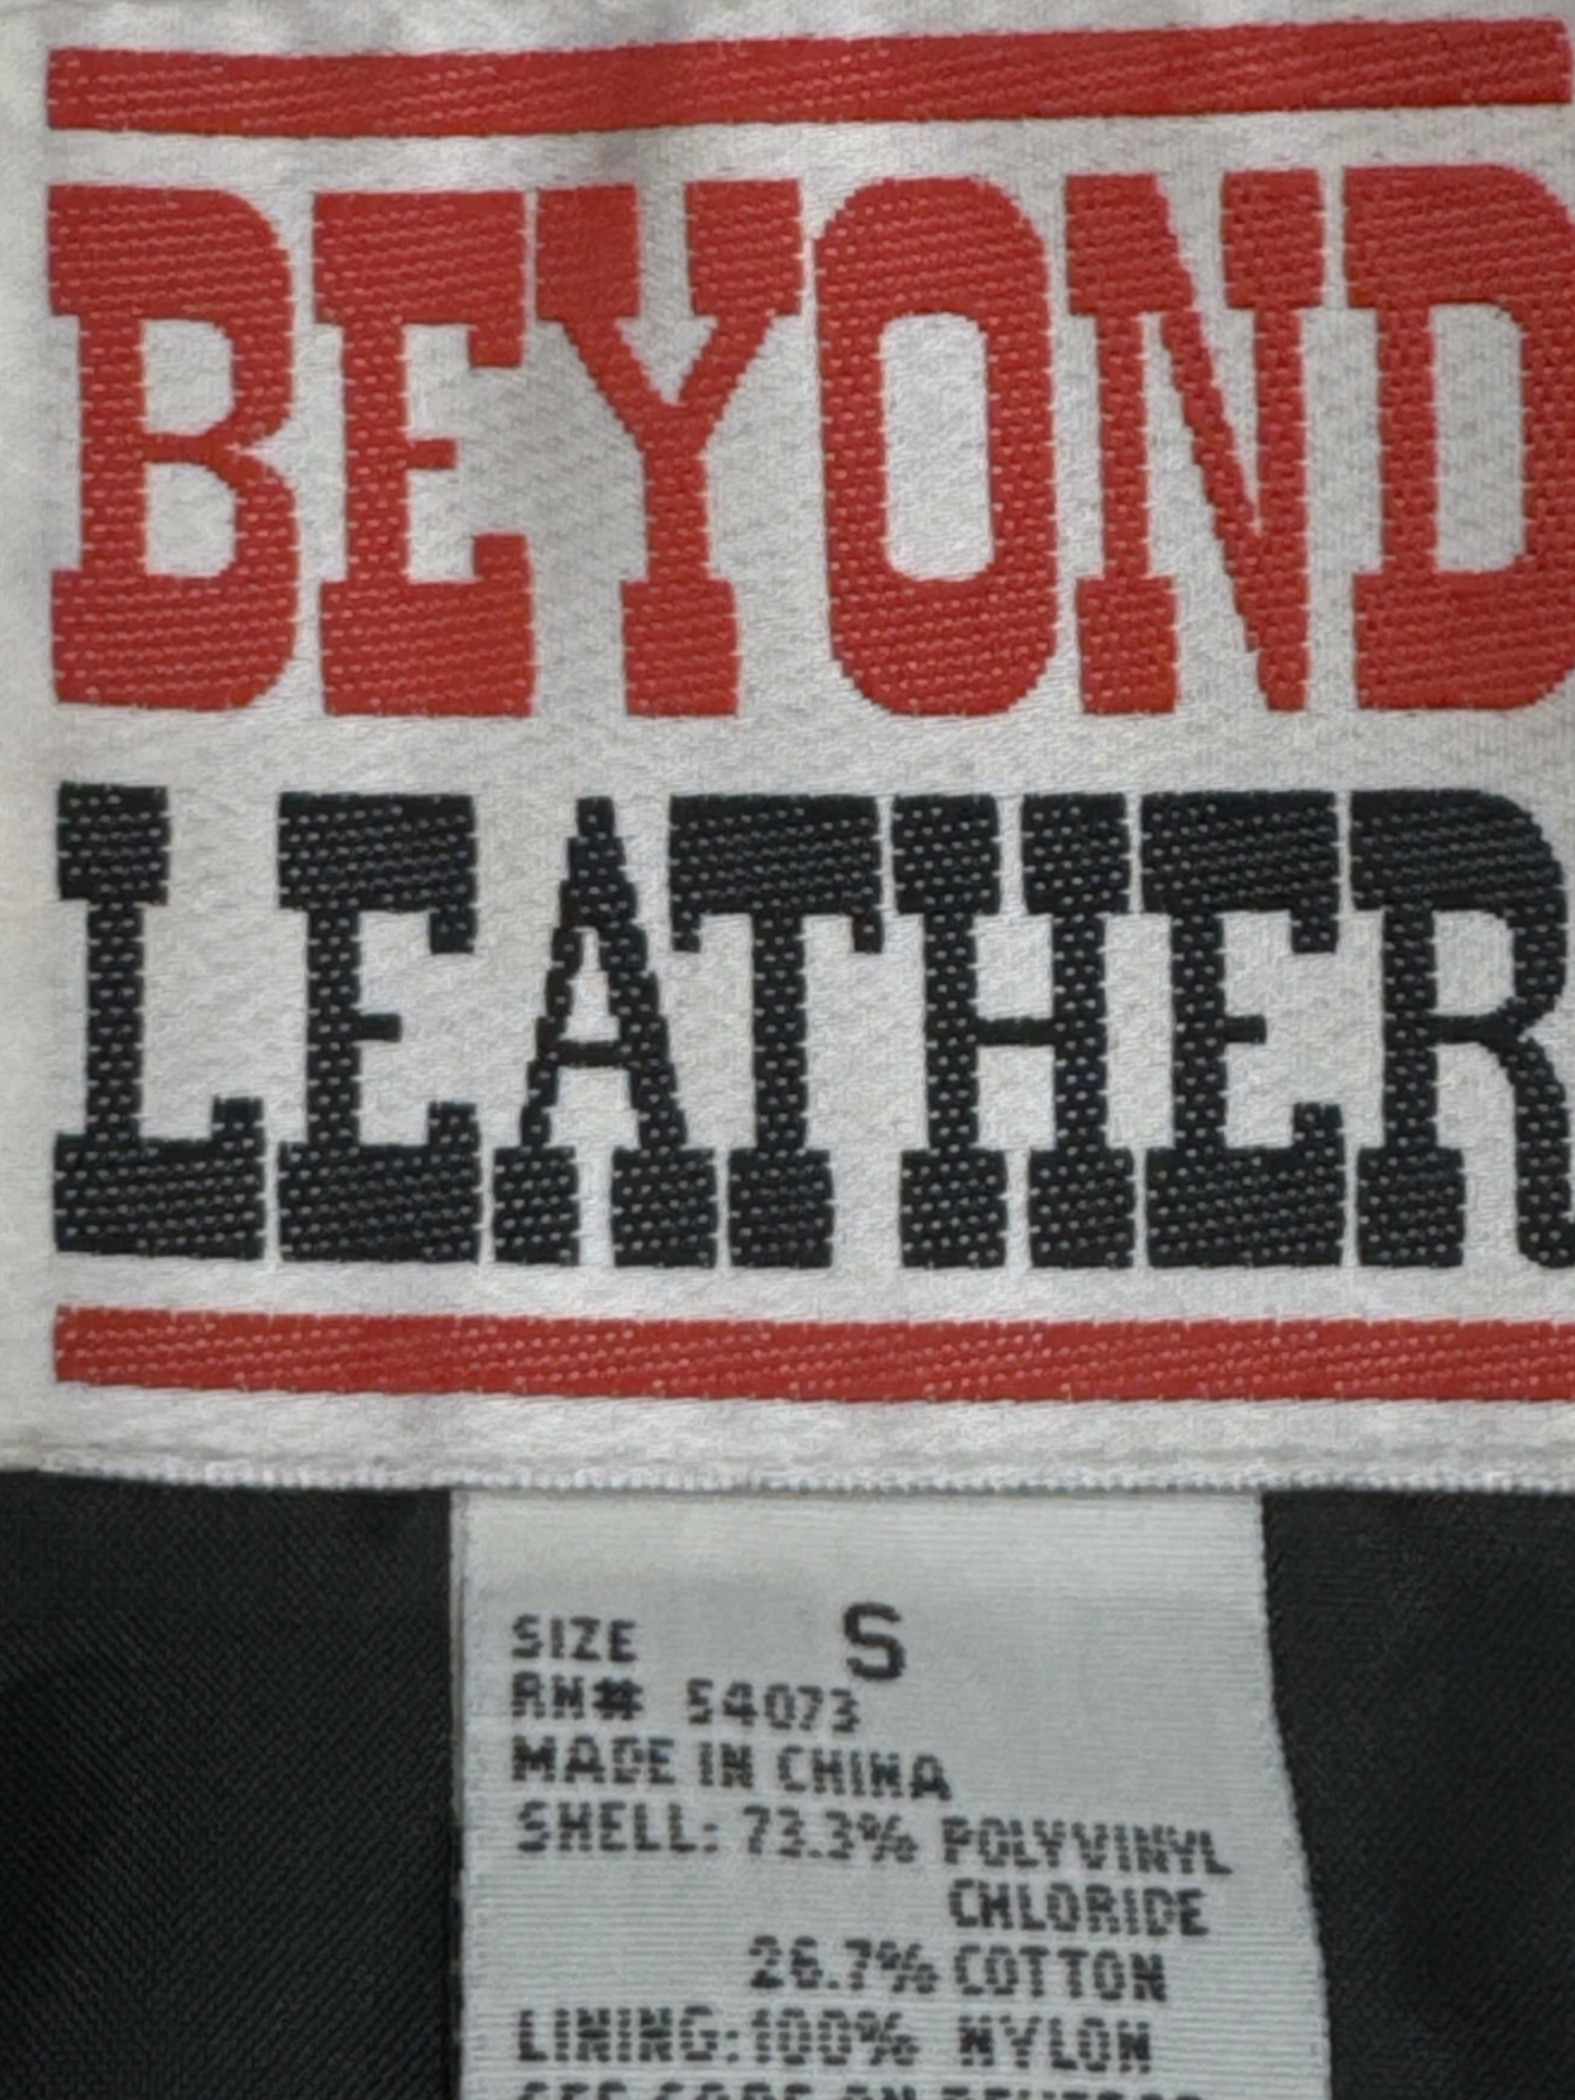 BEYOND
LEATHER
SIZE S
RN# 54073
MADE IN CHINA
SHELL: 73.3% POLYVINYL
CHLORIDE
26.7% COTTON
LINING: 100% NYLON